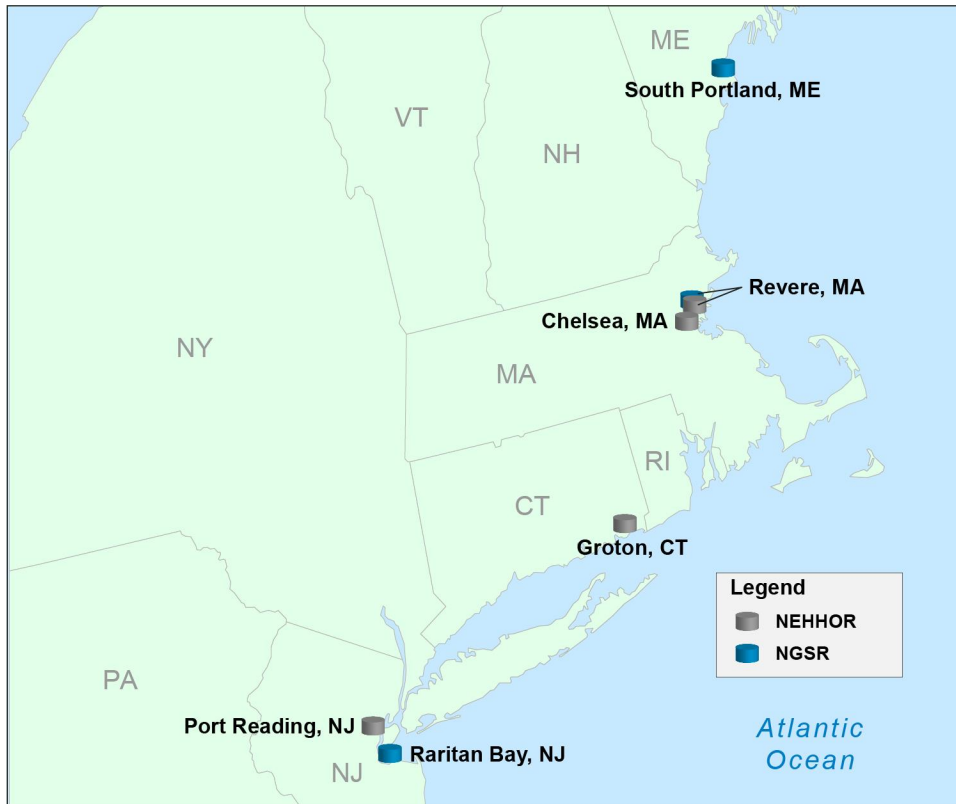 ME
South Portland, ME
VT
NH
Revere, MA
Chelsea, MA
NY
MA
RI
CT
Groton, CT
Legend
NEHHOR
NGSR
PA
Port Reading, NJ
Atlantic
Ocean
Raritan Bay, NJ
NJ